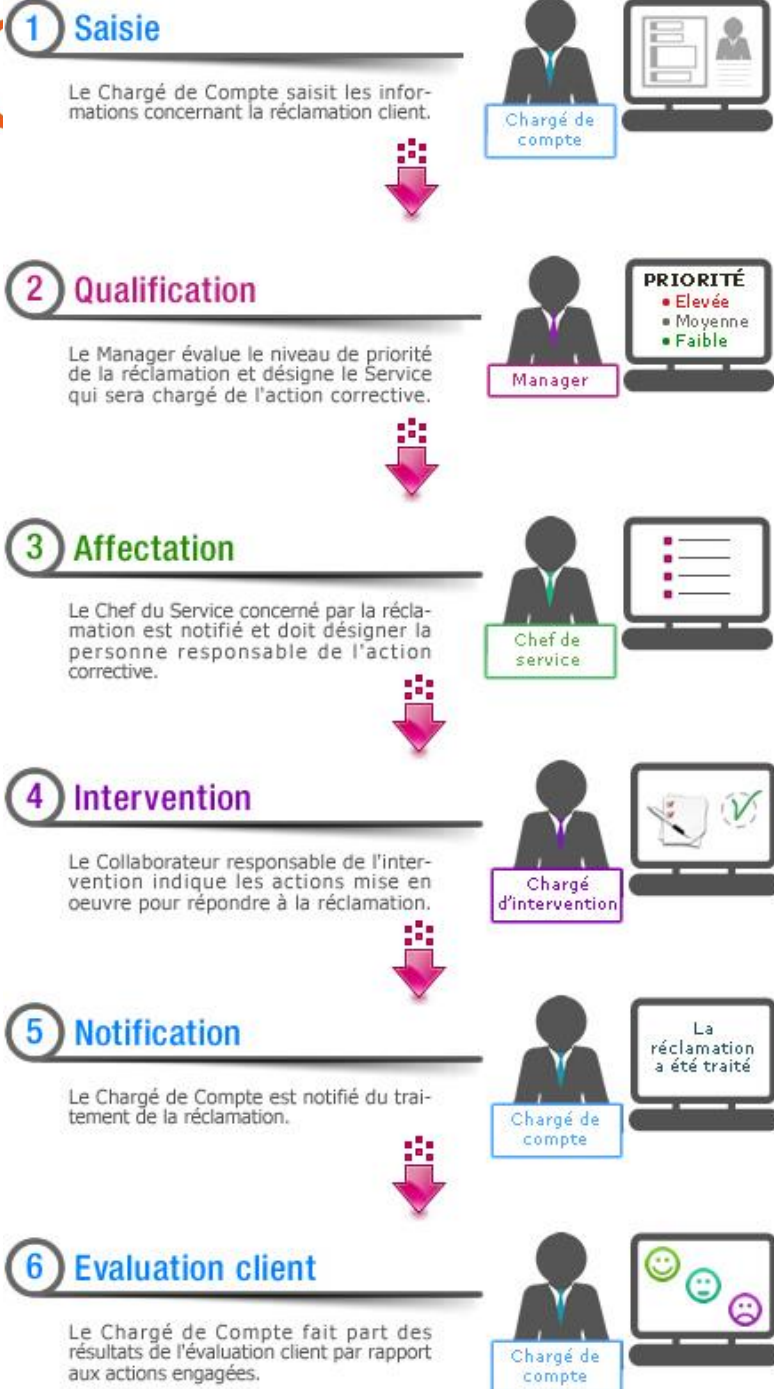 1 Saisie
Le Chargé de Compte saisit les infor-
mations concernant la réclamation client.
Chargé de
compte
2 Qualification
Le Manager évalue le niveau de priorité
de la réclamation et désigne le Service
qui sera chargé de l'action corrective.
Manager
PRIORITÉ
• Elevée
• Moyenne
• Faible
3 Affectation
Le Chef du Service concerné par la récla-
mation est notifié et doit désigner la
personne responsable de l'action
corrective.
Chef de
service
4 Intervention
Le Collaborateur responsable de l'inter-
vention indique les actions mise en
oeuvre pour répondre à la réclamation.
Chargé
d'intervention
5 Notification
Le Chargé de Compte est notifié du trai-
tement de la réclamation.
Chargé de
compte
La
réclamation
a été traité
6 Evaluation client
Le Chargé de Compte fait part des
résultats de l'évaluation client par rapport
aux actions engagées.
Chargé de
compte